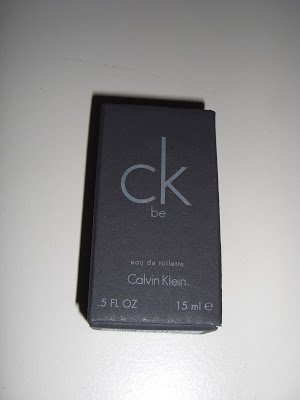 ck
be
eau de toilette
Calvin Klein
.5 FL OZ 15 ml ℮